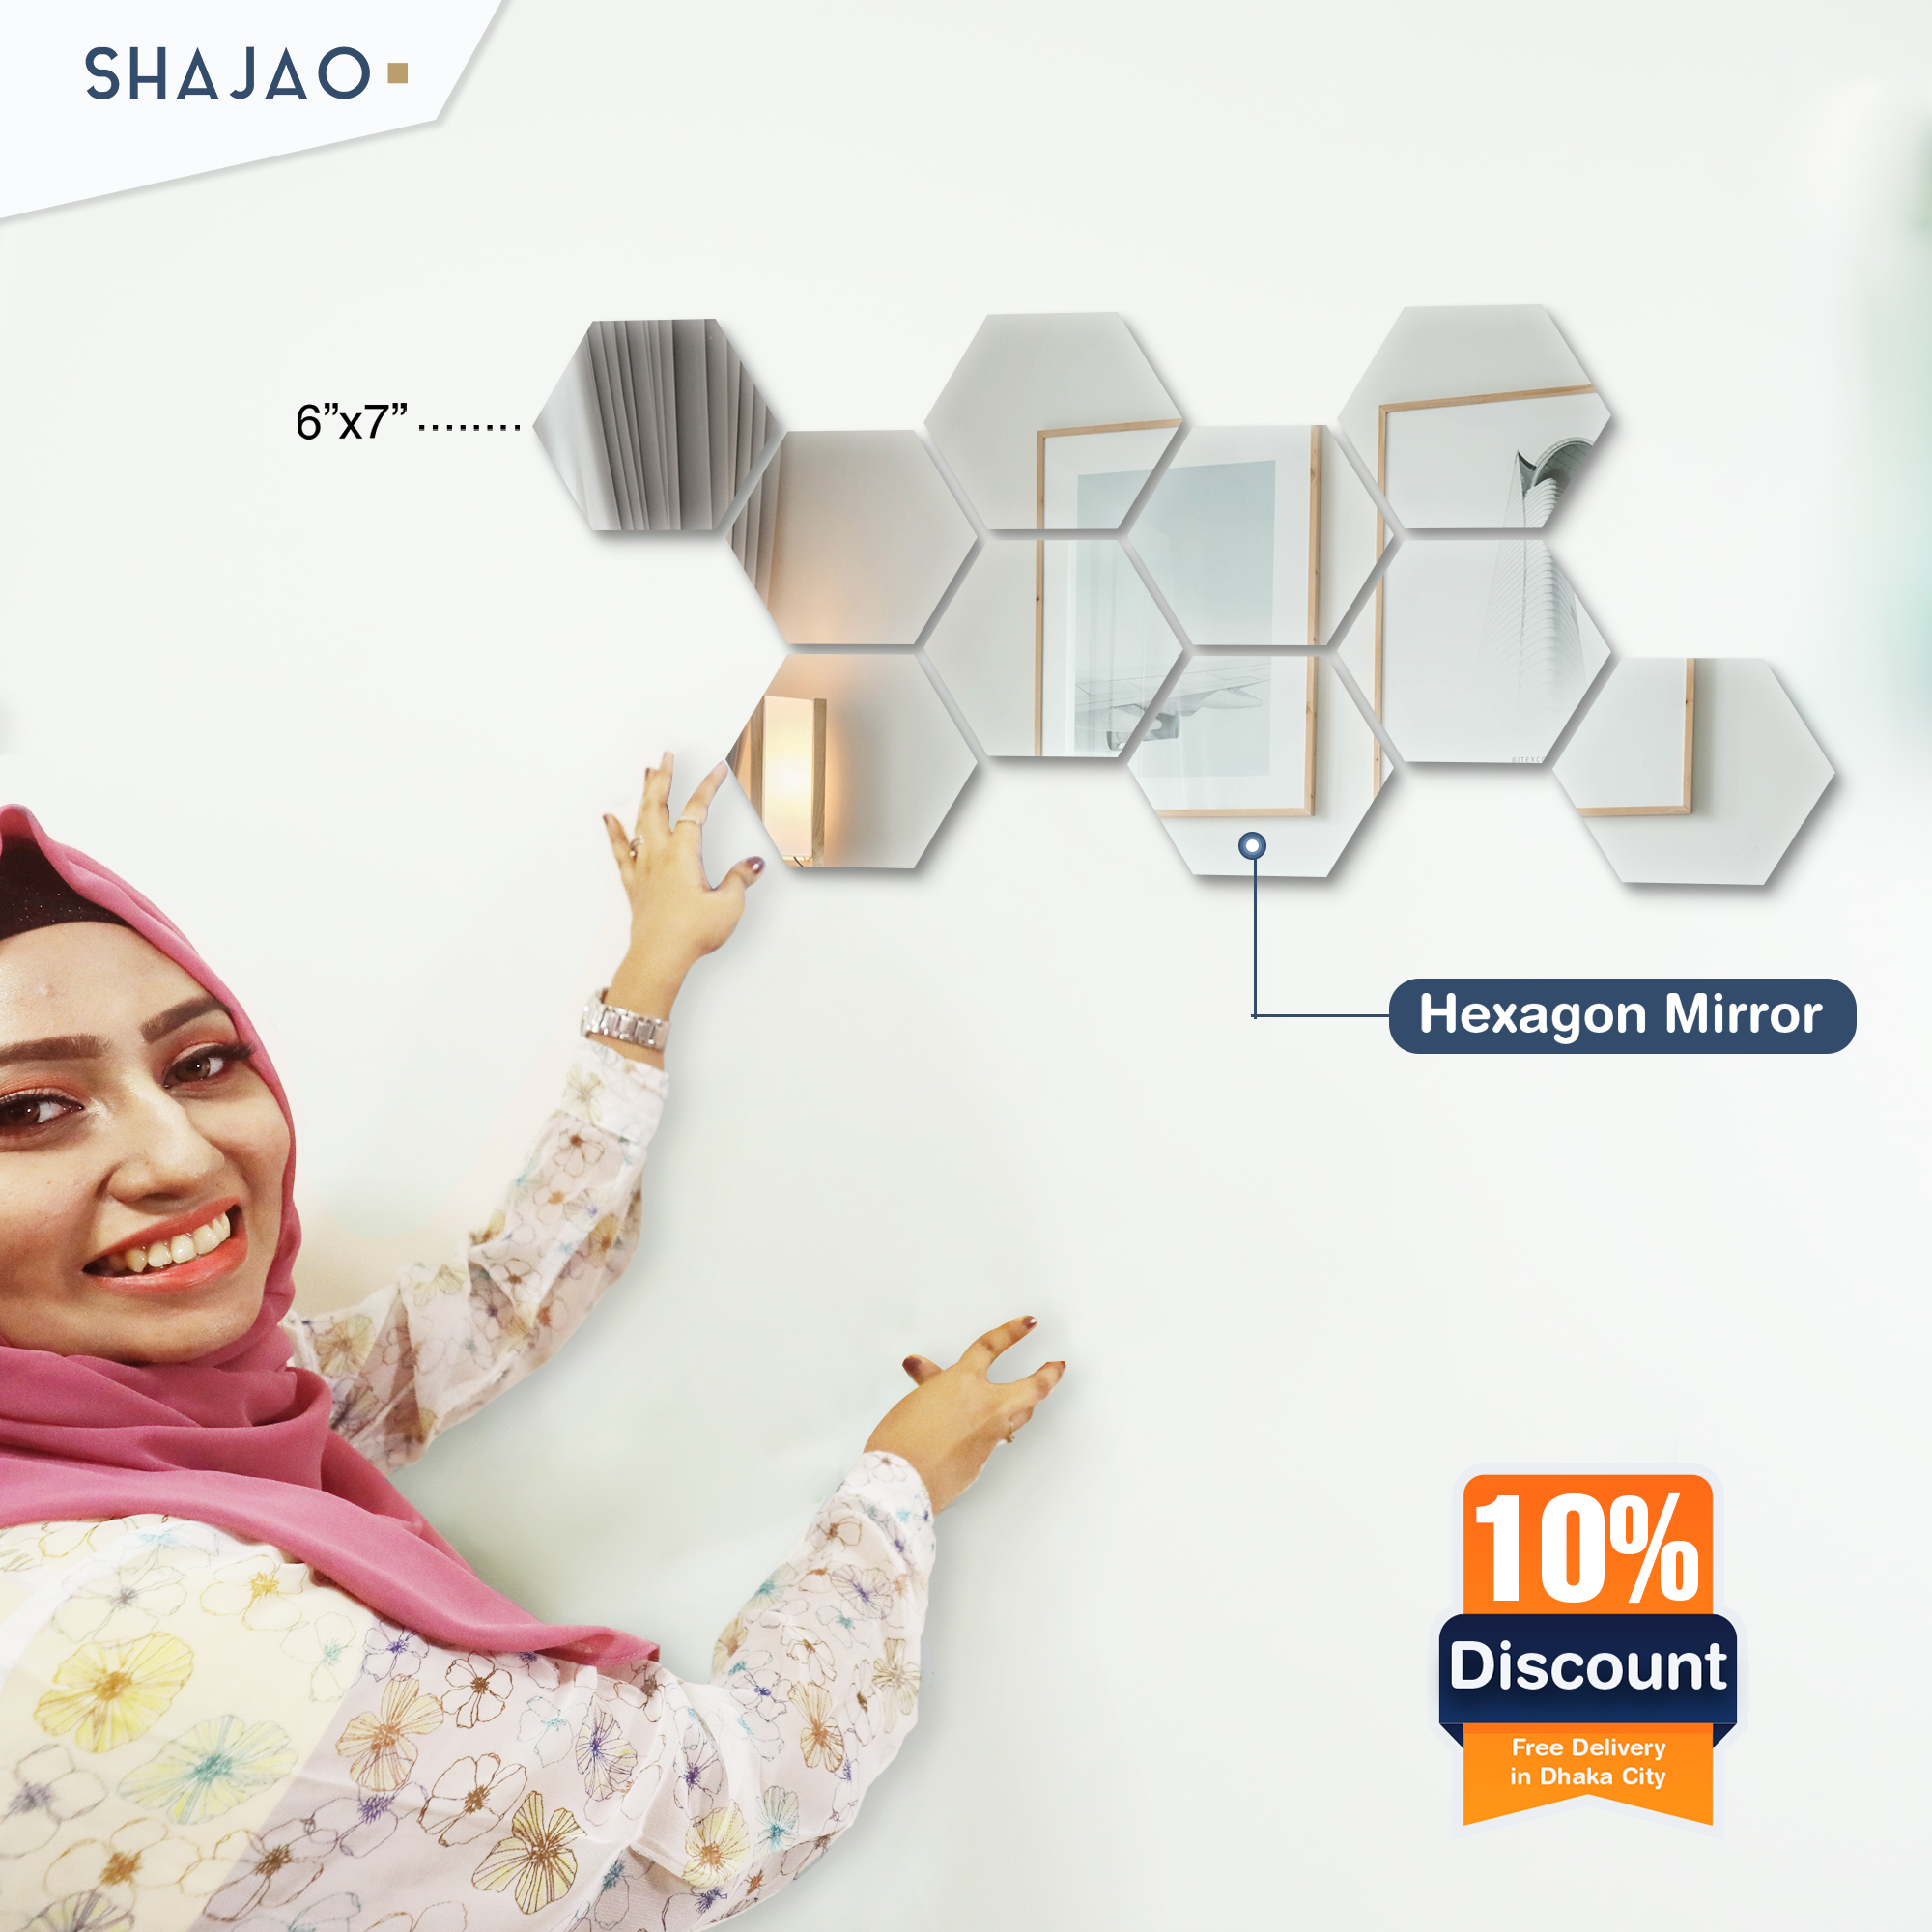 SHAJAO
6”x7”
Hexagon Mirror
10%
Discount
Free Delivery
in Dhaka City